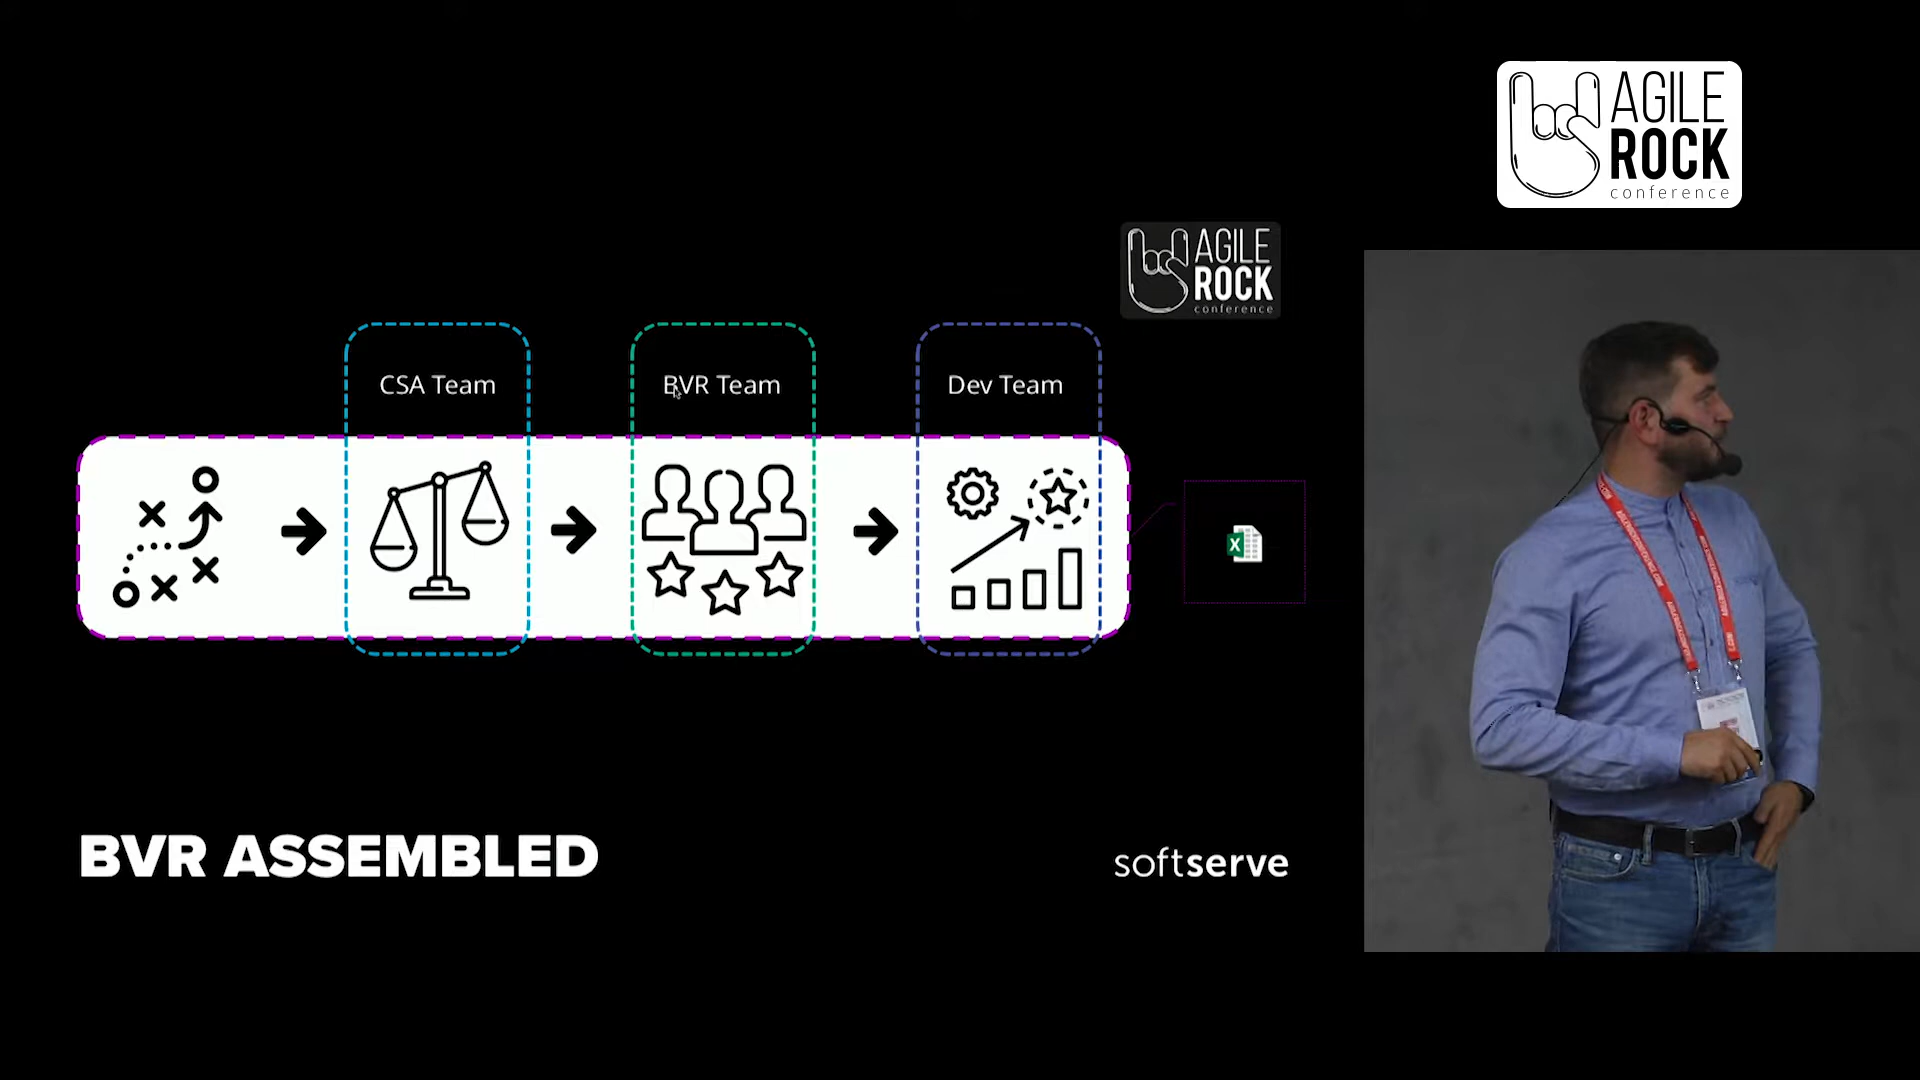 AGILE
ROCK
conference
AGILE
ROCK
conference
CSA Team
BVR Team
Dev Team
X
BVR ASSEMBLED
softserve